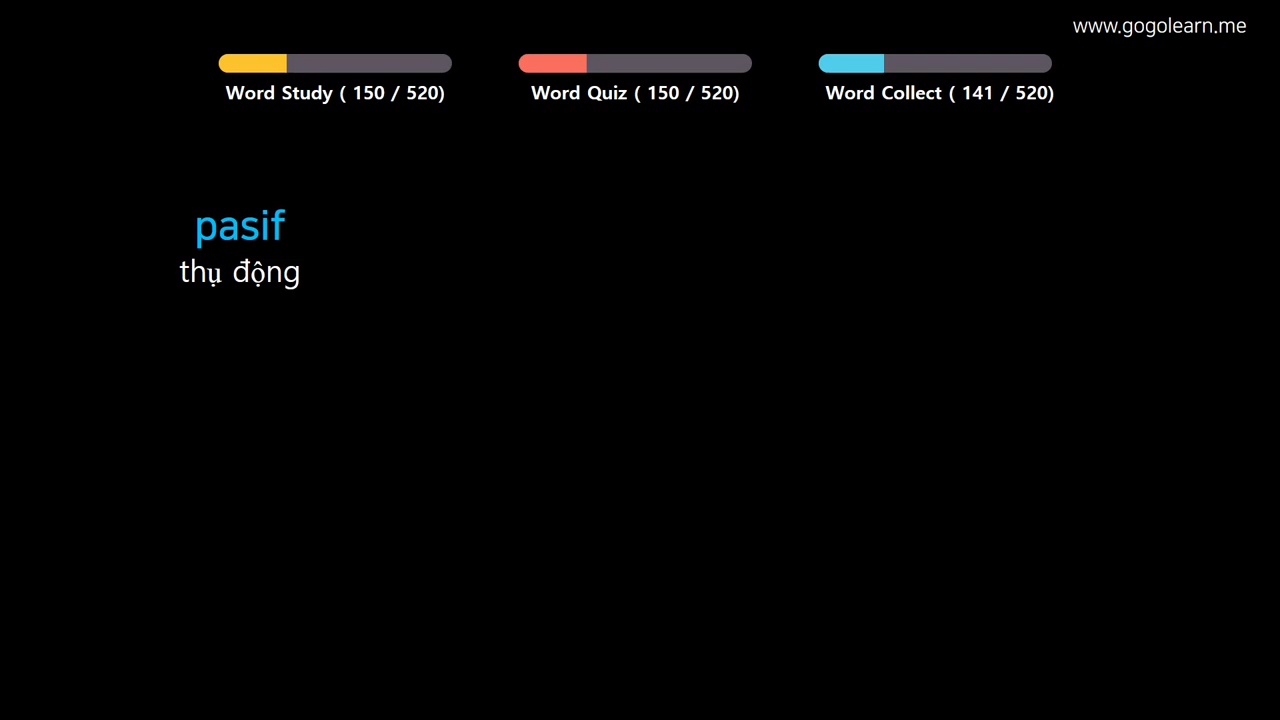 www.gogolearn.me
Word Study ( 150 / 520)
Word Quiz ( 150 / 520)
Word Collect ( 141 / 520)
pasif
thụ động